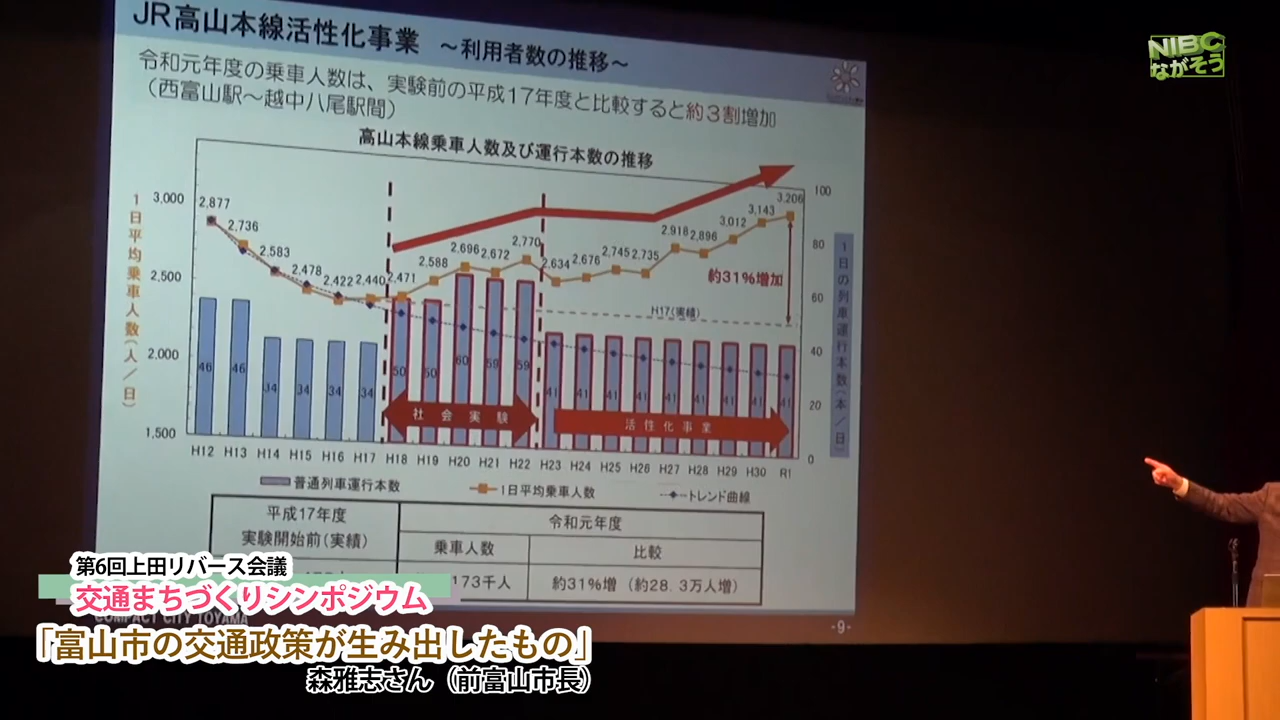 JR高山本線活性化事業 ～利用者数の推移～
NIBC
ながそう
令和元年度の乗車人数は、実験前の平成17年度と比較すると約3割増加
（西富山駅～越中八尾駅間）
高山本線乗車人数及び運行本数の推移
1日平均乗車人数(人/日)
3,000
2,500
2,000
1,500
2,877
2,736
2,583
2,478
2,422
2,440
2,471
2,588
2,696
2,672
2,770
2,634
2,676
2,745
2,735
2,918
2,896
3,012
3,143
3,206
約31%増加
H17(実績)
100
80
60
40
20
0
1日の列車運行本数(本/日)
46 46 34 34 34 34 50 50 60 59 59 41 41 41 41 41 41 41 41 41
社会実験
活性化事業
H12 H13 H14 H15 H16 H17 H18 H19 H20 H21 H22 H23 H24 H25 H26 H27 H28 H29 H30 R1
普通列車運行本数 1日平均乗車人数 トレンド曲線
平成17年度
実験開始前(実績)
令和元年度
乗車人数 比較
173千人 約31%増 (約28.3万人増)
COMPACT CITY TOYAMA
-9-
第6回上田リバース会議
交通まちづくりシンポジウム
「富山市の交通政策が生み出したもの」
森雅志さん（前富山市長）